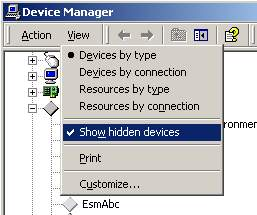 Device Manager
Action View
Devices by type
Devices by connection
Resources by type
Resources by connection
Show hidden devices
Print
Customize...
EsmAbc